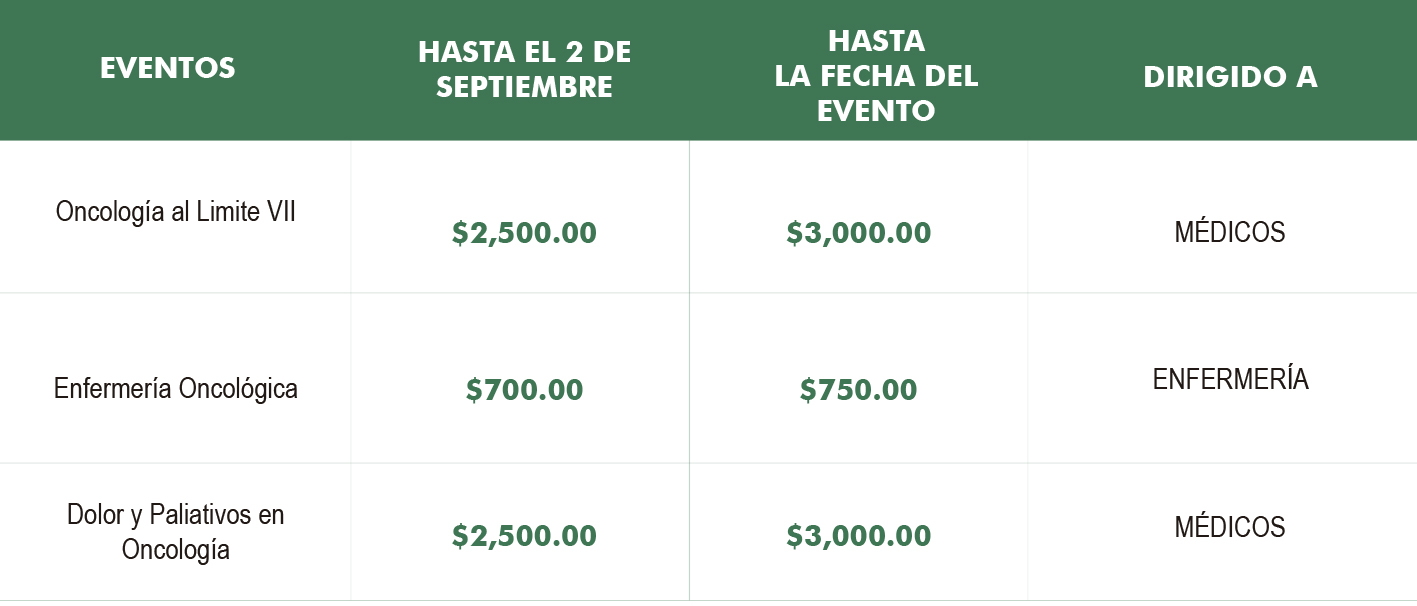 EVENTOS
HASTA EL 2 DE
SEPTIEMBRE
HASTA
LA FECHA DEL
EVENTO
DIRIGIDO A
Oncología al Limite VII
$2,500.00
$3,000.00
MÉDICOS
Enfermería Oncológica
$700.00
$750.00
ENFERMERÍA
Dolor y Paliativos en
Oncología
$2,500.00
$3,000.00
MÉDICOS